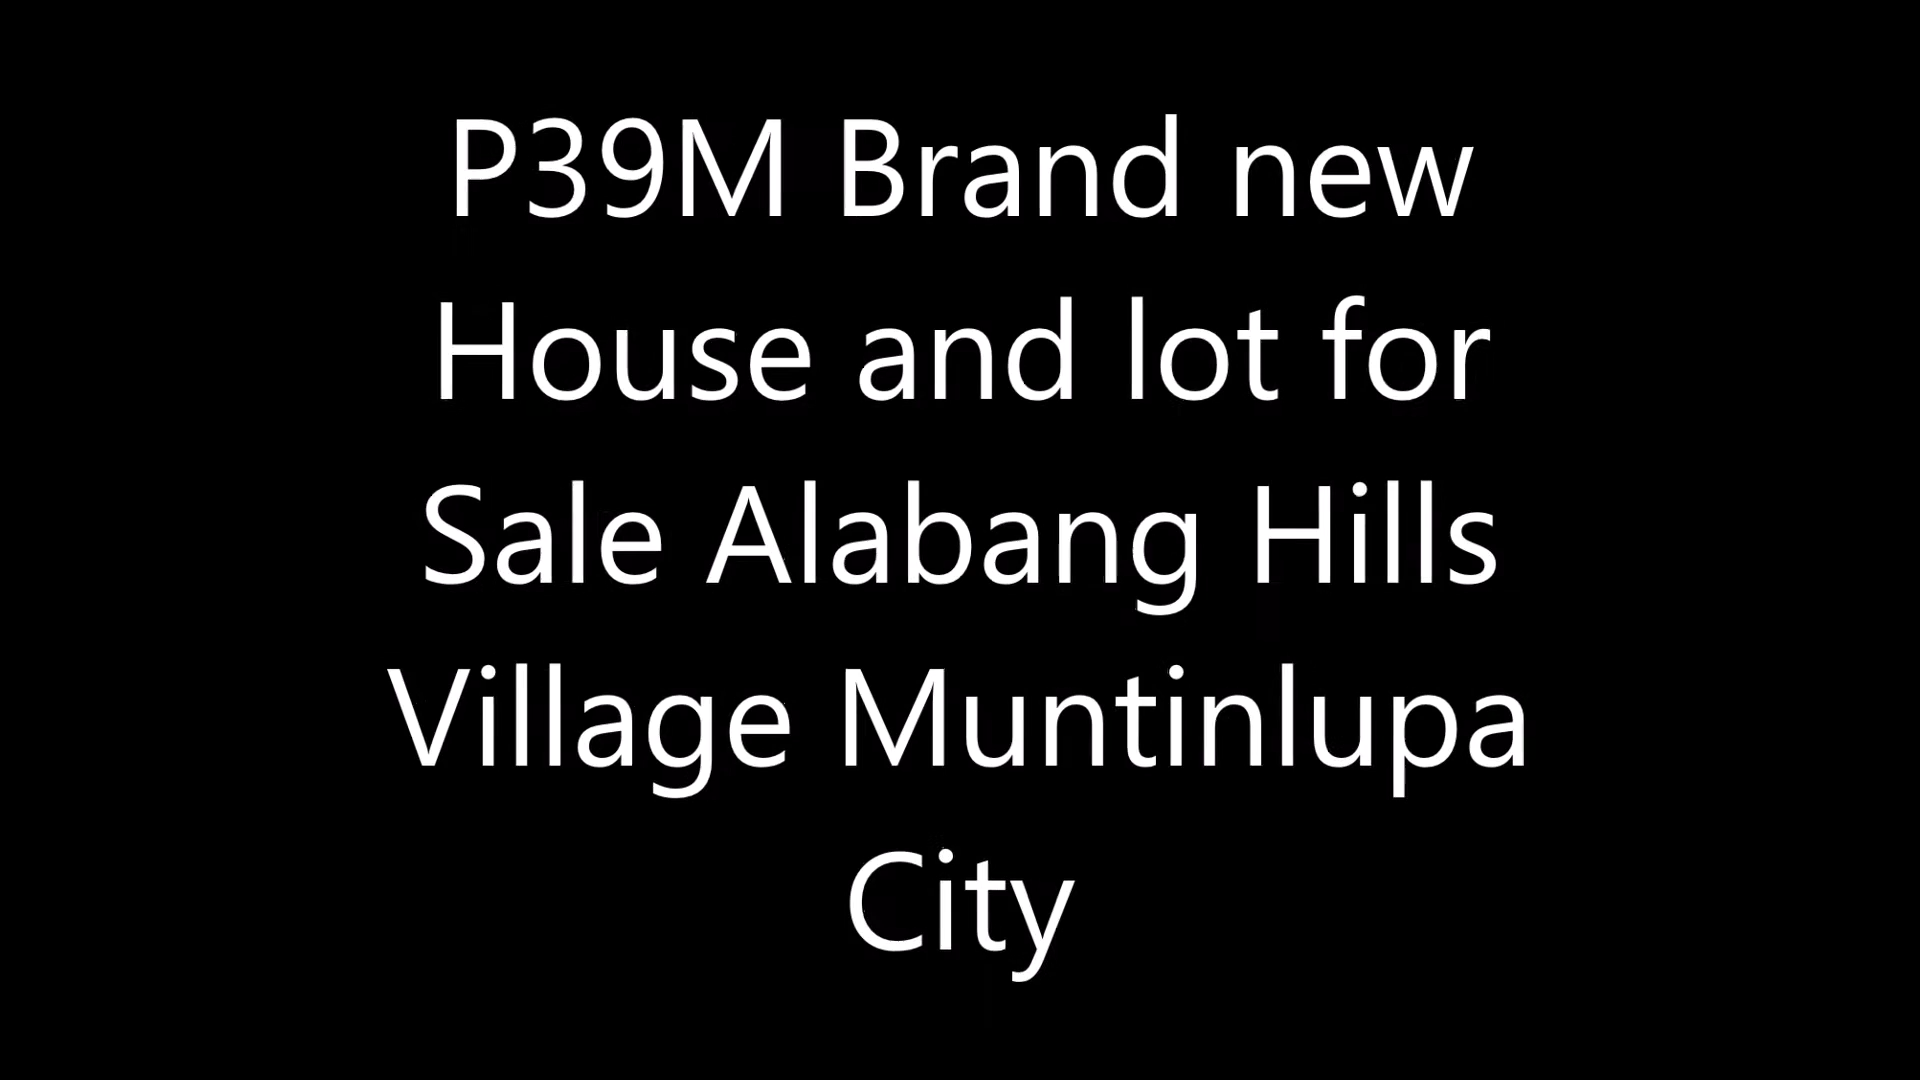 P39M Brand new
House and lot for
Sale Alabang Hills
Village Muntinlupa
City